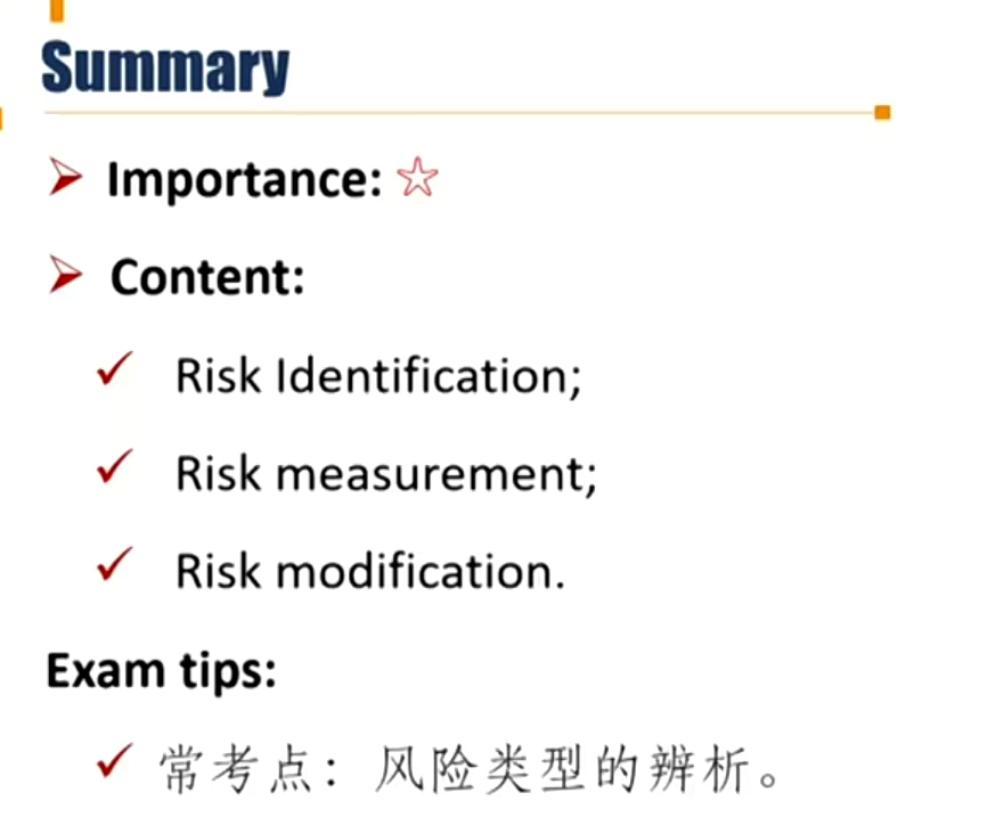 Summary
Importance: ☆
Content:
Risk Identification;
Risk measurement;
Risk modification.
Exam tips:
常考点：风险类型的辨析。